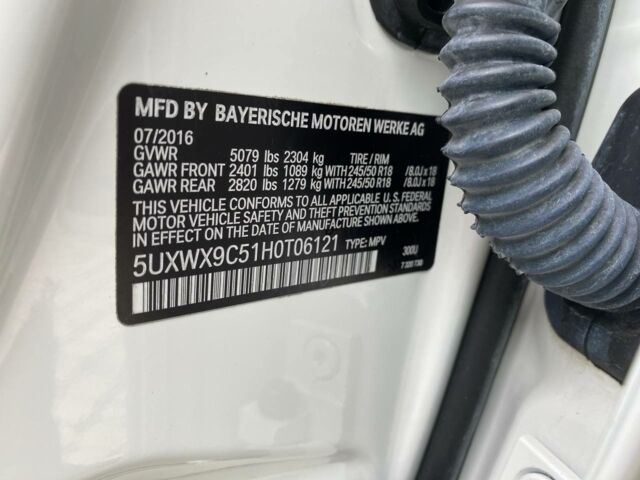 MFD BY BAYERISCHE MOTOREN WERKE AG
07/2016
GVWR 5079 lbs 2304 kg TIRE / RIM
GAWR FRONT 2401 lbs 1089 kg WITH 245/50 R18 / 8.0J x 18
GAWR REAR 2820 lbs 1279 kg WITH 245/50 R18 / 8.0J x 18
THIS VEHICLE CONFORMS TO ALL APPLICABLE U.S. FEDERAL
MOTOR VEHICLE SAFETY, BUMPER, AND THEFT PREVENTION
STANDARDS IN EFFECT ON THE DATE OF MANUFACTURE SHOWN ABOVE.
5UXWX9C51H0T06121 TYPE: MPV
300U